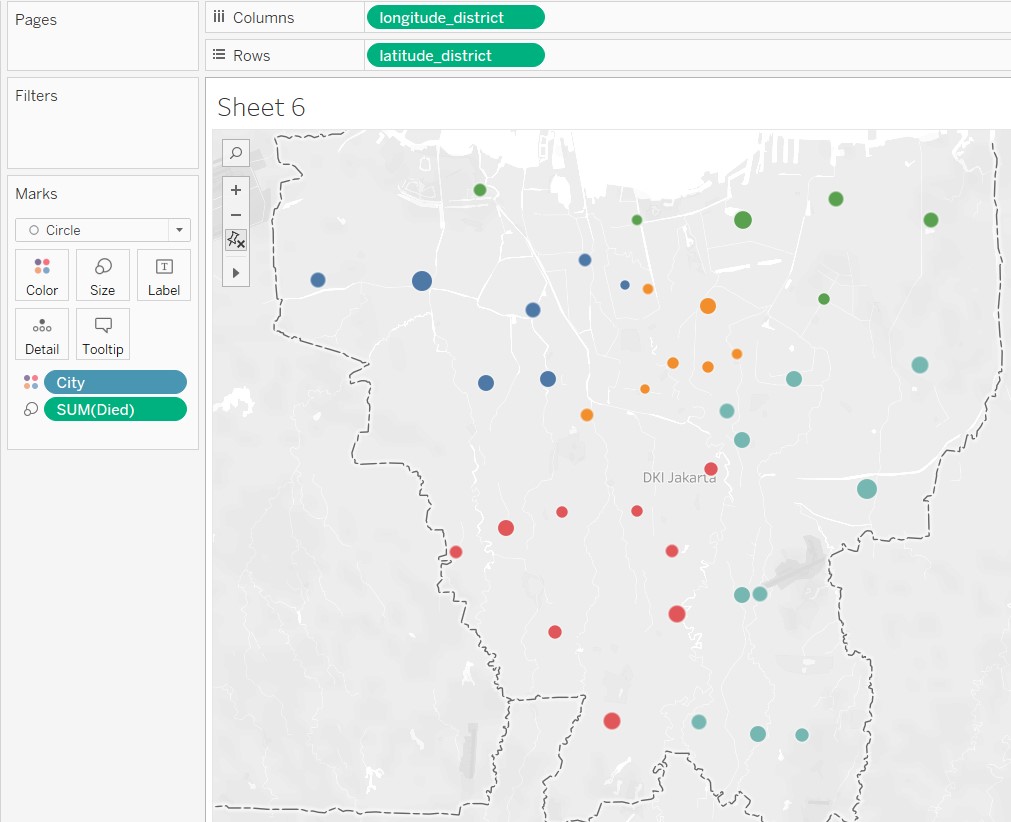 Pages
Columns
longitude_district
Rows
latitude_district
Filters
Sheet 6
Marks
Circle
Color
Size
Label
Detail
Tooltip
City
SUM(Died)
DKI Jakarta